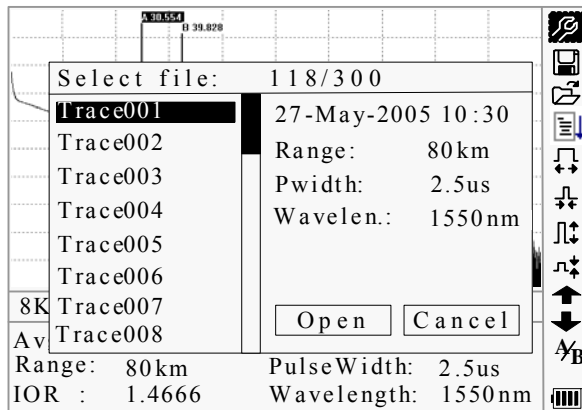 A 30.554
B 39.828
Select file: 118/300
Trace001
Trace002
Trace003
Trace004
Trace005
Trace006
Trace007
Trace008
27-May-2005 10:30
Range: 80km
Pwidth: 2.5us
Wavelen.: 1550nm
Open
Cancel
8K
Av
Range: 80km
PulseWidth: 2.5us
IOR : 1.4666
Wavelength: 1550nm
A/B